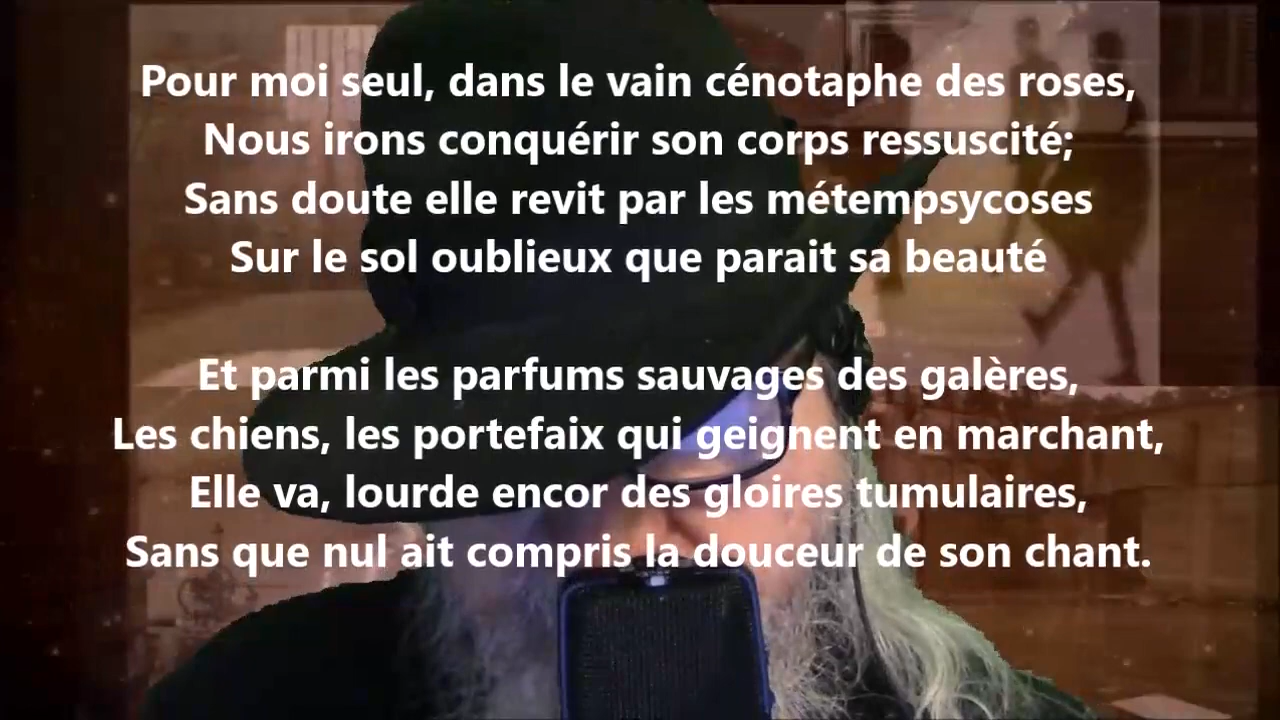 Pour moi seul, dans le vain cénotaphe des roses,
Nous irons conquérir son corps ressuscité;
Sans doute elle revit par les métempsycoses
Sur le sol oublieux que parait sa beauté
Et parmi les parfums sauvages des galères,
Les chiens, les portefaix qui geignent en marchant,
Elle va, lourde encor des gloires tumulaires,
Sans que nul ait compris la douceur de son chant.